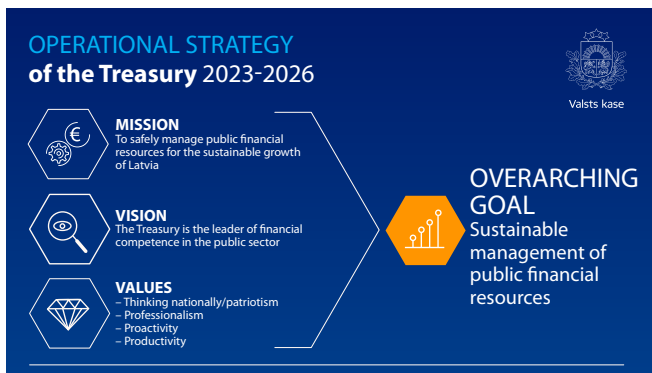 OPERATIONAL STRATEGY
of the Treasury 2023-2026
Valsts kase
MISSION
To safely manage public financial
resources for the sustainable growth
of Latvia
VISION
The Treasury is the leader of financial
competence in the public sector
VALUES
– Thinking nationally/patriotism
– Professionalism
– Proactivity
– Productivity
OVERARCHING
GOAL
Sustainable
management of
public financial
resources